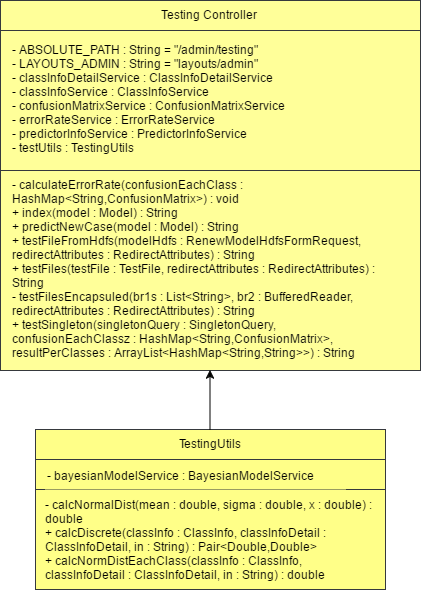 Testing Controller
- ABSOLUTE_PATH : String = "/admin/testing"
- LAYOUTS_ADMIN : String = "layouts/admin"
- classInfoDetailService : ClassInfoDetailService
- classInfoService : ClassInfoService
- confusionMatrixService : ConfusionMatrixService
- errorRateService : ErrorRateService
- predictorInfoService : PredictorInfoService
- testUtils : TestingUtils
- calculateErrorRate(confusionEachClass :
HashMap<String,ConfusionMatrix>) : void
+ index(model : Model) : String
+ predictNewCase(model : Model) : String
+ testFileFromHdfs(modelHdfs : RenewModelHdfsFormRequest,
redirectAttributes : RedirectAttributes) : String
+ testFiles(testFile : TestFile, redirectAttributes : RedirectAttributes) :
String
- testFilesEncapsuled(br1s : List<String>, br2 : BufferedReader,
redirectAttributes : RedirectAttributes) : String
+ testSingleton(singletonQuery : SingletonQuery,
confusionEachClassz : HashMap<String,ConfusionMatrix>,
resultPerClasses : ArrayList<HashMap<String,String>>) : String
TestingUtils
- bayesianModelService : BayesianModelService
- calcNormalDist(mean : double, sigma : double, x : double) :
double
+ calcDiscrete(classInfo : ClassInfo, classInfoDetail :
ClassInfoDetail, in : String) : Pair<Double,Double>
+ calcNormDistEachClass(classInfo : ClassInfo,
classInfoDetail : ClassInfoDetail, in : String) : double